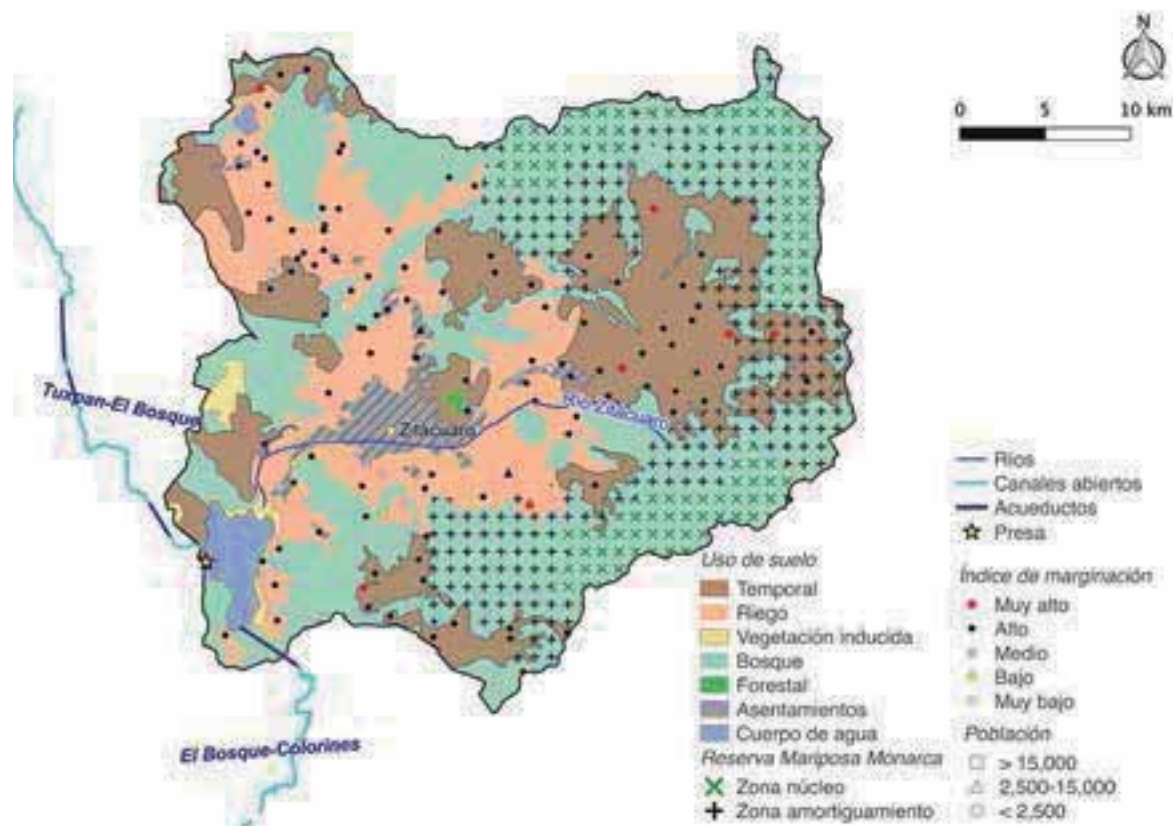 N
0 5 10 km
Tuxpan-El Bosque
Río Zitácuaro
Zitácuaro
El Bosque-Colorines
Ríos
Canales abiertos
Acueductos
Presa
Uso de suelo
Temporal
Riego
Vegetación inducida
Bosque
Forestal
Asentamientos
Cuerpo de agua
Reserva Mariposa Monarca
Zona núcleo
Zona amortiguamiento
Índice de marginación
Muy alto
Alto
Medio
Bajo
Muy bajo
Población
> 15,000
2,500-15,000
< 2,500